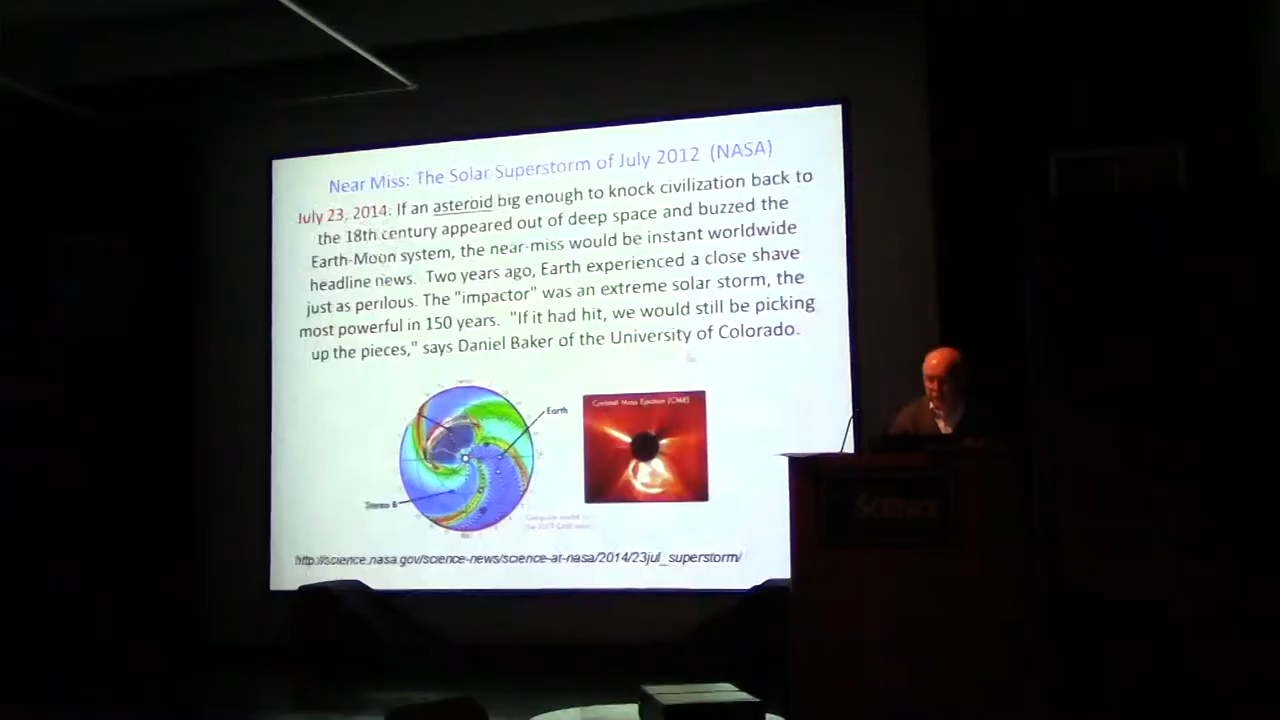 Near Miss: The Solar Superstorm of July 2012 (NASA)
July 23, 2014: If an asteroid big enough to knock civilization back to
the 18th century appeared out of deep space and buzzed the
Earth-Moon system, the near-miss would be instant worldwide
headline news. Two years ago, Earth experienced a close shave
just as perilous. The "impactor" was an extreme solar storm, the
most powerful in 150 years. "If it had hit, we would still be picking
up the pieces," says Daniel Baker of the University of Colorado.
Earth
Coronal Mass Ejection (CME)
Stereo B
http://science.nasa.gov/science-news/science-at-nasa/2014/23jul_superstorm/
SCIENCE